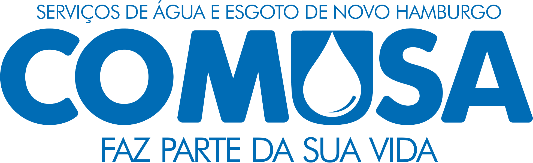 SERVIÇOS DE ÁGUA E ESGOTO DE NOVO HAMBURGO
COMUSA
FAZ PARTE DA SUA VIDA